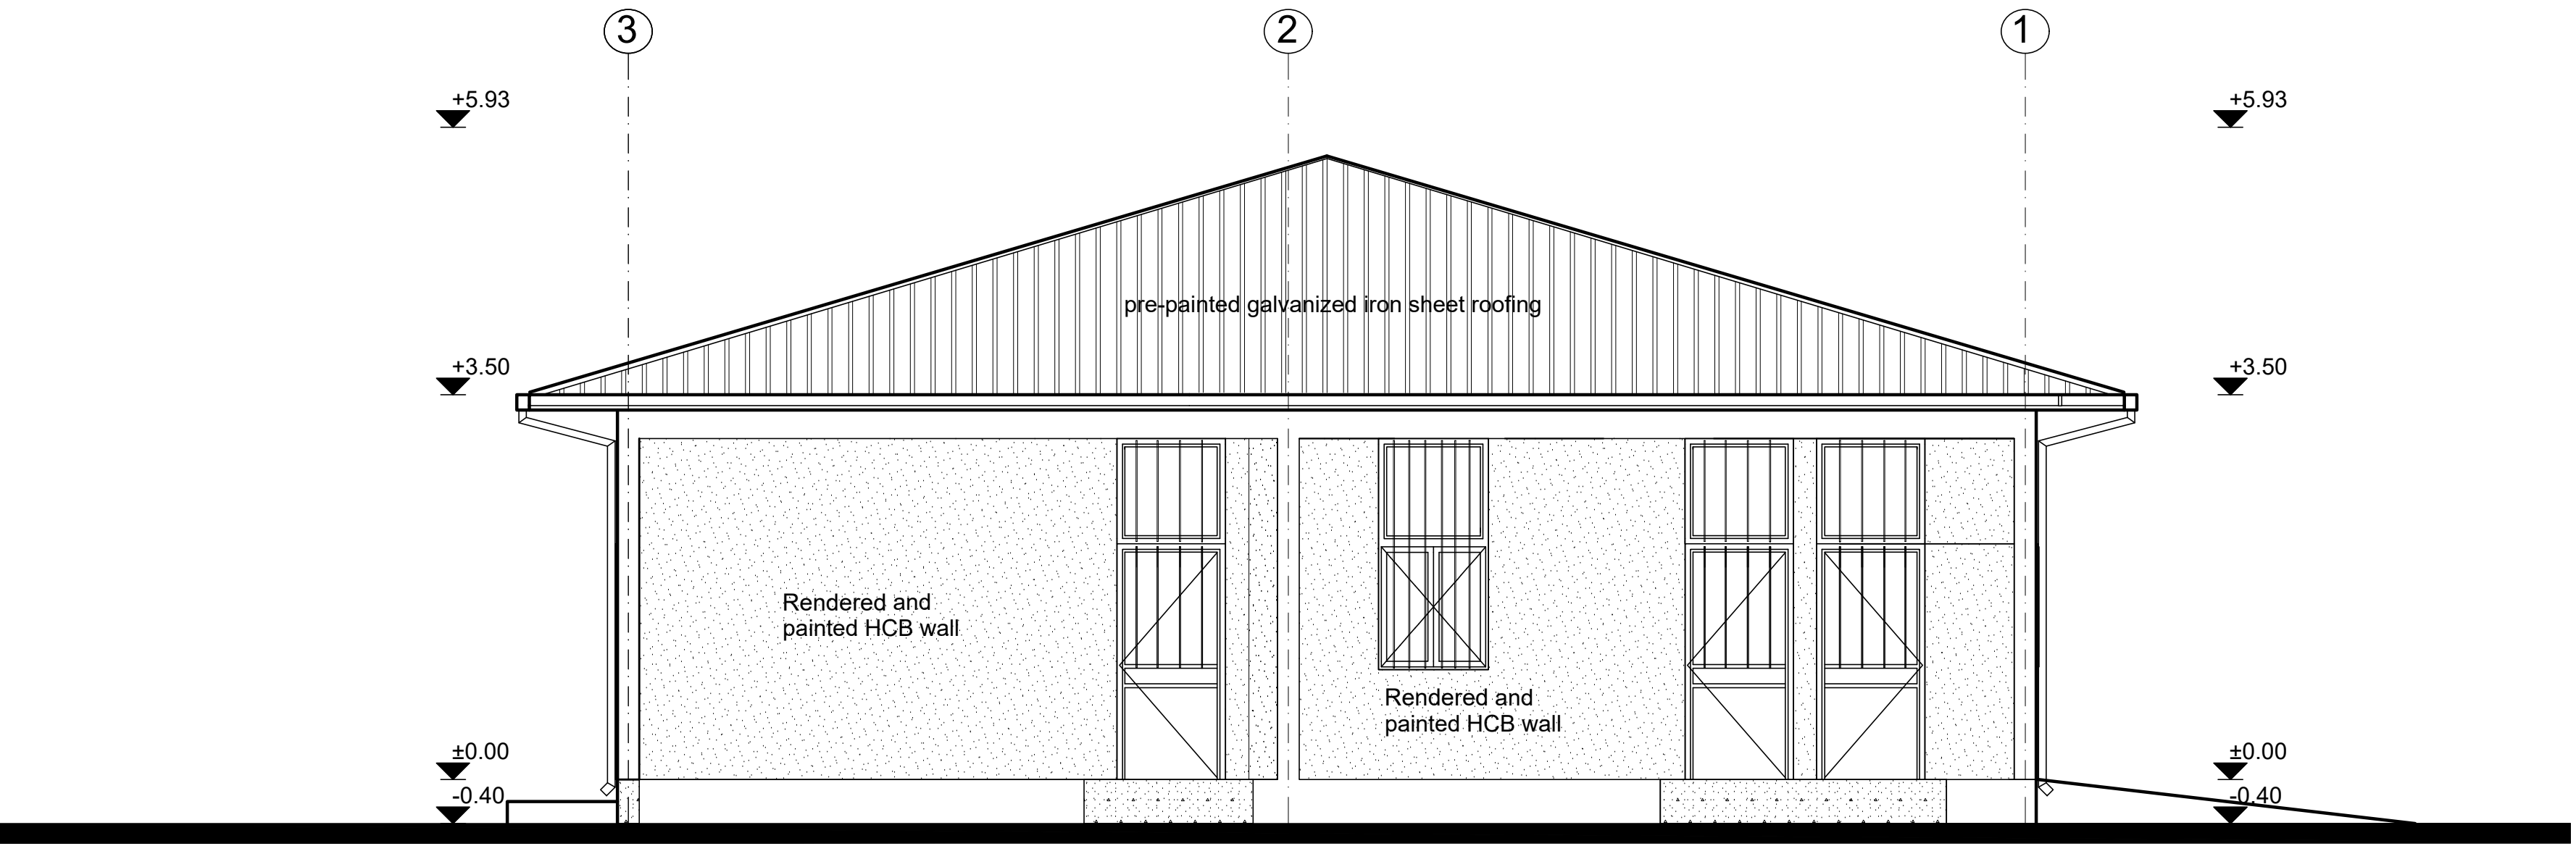 3
2
1
+5.93
+5.93
pre-painted galvanized iron sheet roofing
+3.50
+3.50
Rendered and
painted HCB wall
Rendered and
painted HCB wall
±0.00
±0.00
-0.40
-0.40